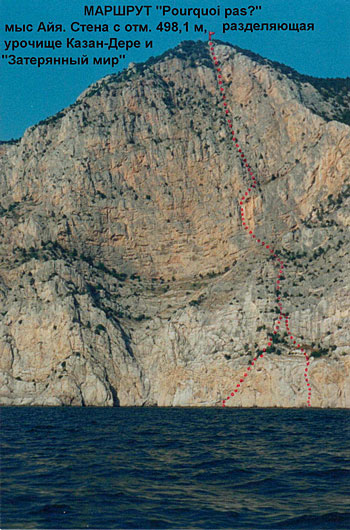 МАРШРУТ "Pourquoi pas?"
мыс Айя. Стена с отм. 498,1 м, разделяющая
урочище Казан-Дере и
"Затерянный мир"